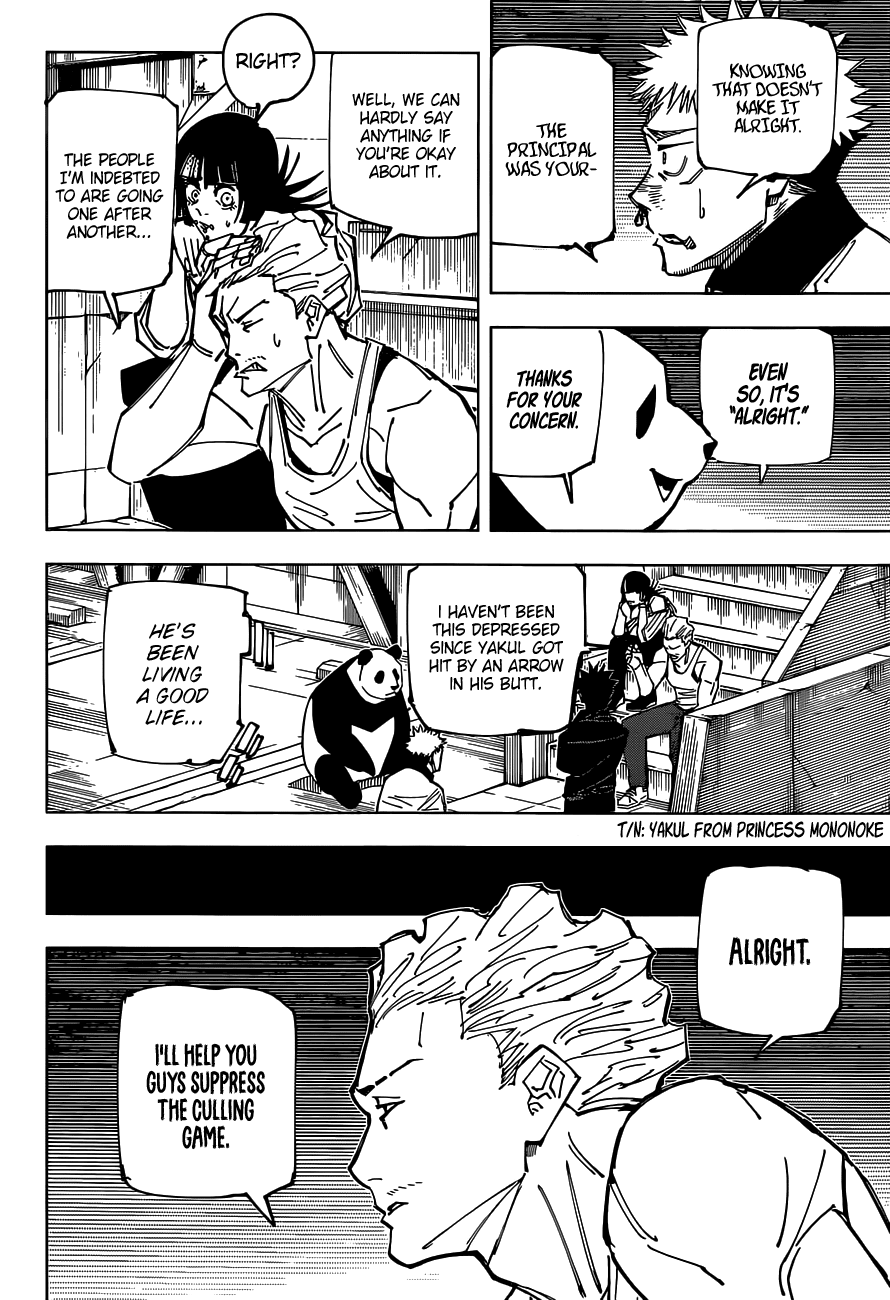 KNOWING
THAT DOESN'T
MAKE IT
ALRIGHT.
THE
PRINCIPAL
WAS YOUR-
EVEN
SO, IT'S
"ALRIGHT."
THANKS
FOR YOUR
CONCERN.
WELL, WE CAN
HARDLY SAY
ANYTHING IF
YOU'RE OKAY
ABOUT IT.
RIGHT?
THE PEOPLE
I'M INDEBTED
TO ARE GOING
ONE AFTER
ANOTHER...
I HAVEN'T BEEN
THIS DEPRESSED
SINCE YAKUL GOT
HIT BY AN ARROW
IN HIS BUTT.
HE'S
BEEN
LIVING
A GOOD
LIFE...
T/N: YAKUL FROM PRINCESS MONONOKE
ALRIGHT.
I'LL HELP YOU
GUYS SUPPRESS
THE CULLING
GAME.